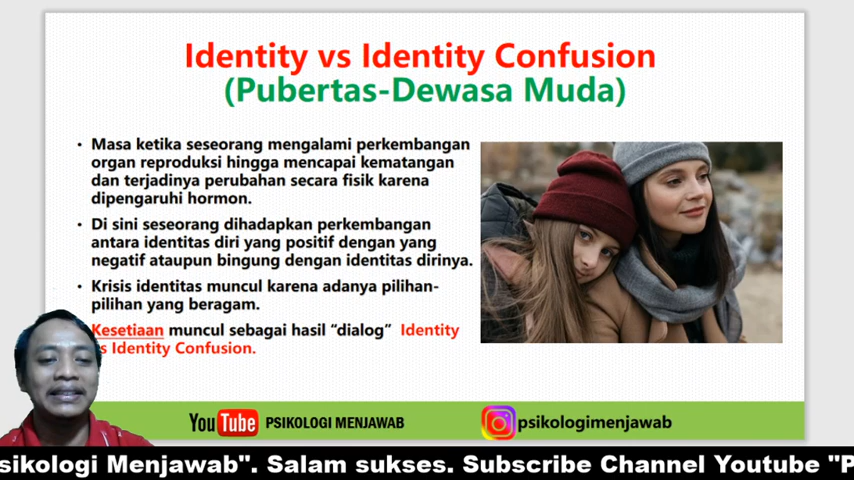 Identity vs Identity Confusion
(Pubertas-Dewasa Muda)
• Masa ketika seseorang mengalami perkembangan
organ reproduksi hingga mencapai kematangan
dan terjadinya perubahan secara fisik karena
dipengaruhi hormon.
• Di sini seseorang dihadapkan perkembangan
antara identitas diri yang positif dengan yang
negatif ataupun bingung dengan identitas dirinya.
• Krisis identitas muncul karena adanya pilihan-
pilihan yang beragam.
Kesetiaan muncul sebagai hasil “dialog” Identity
s Identity Confusion.
YouTube PSIKOLOGI MENJAWAB
psikologimenjawab
sikologi Menjawab". Salam sukses. Subscribe Channel Youtube "P